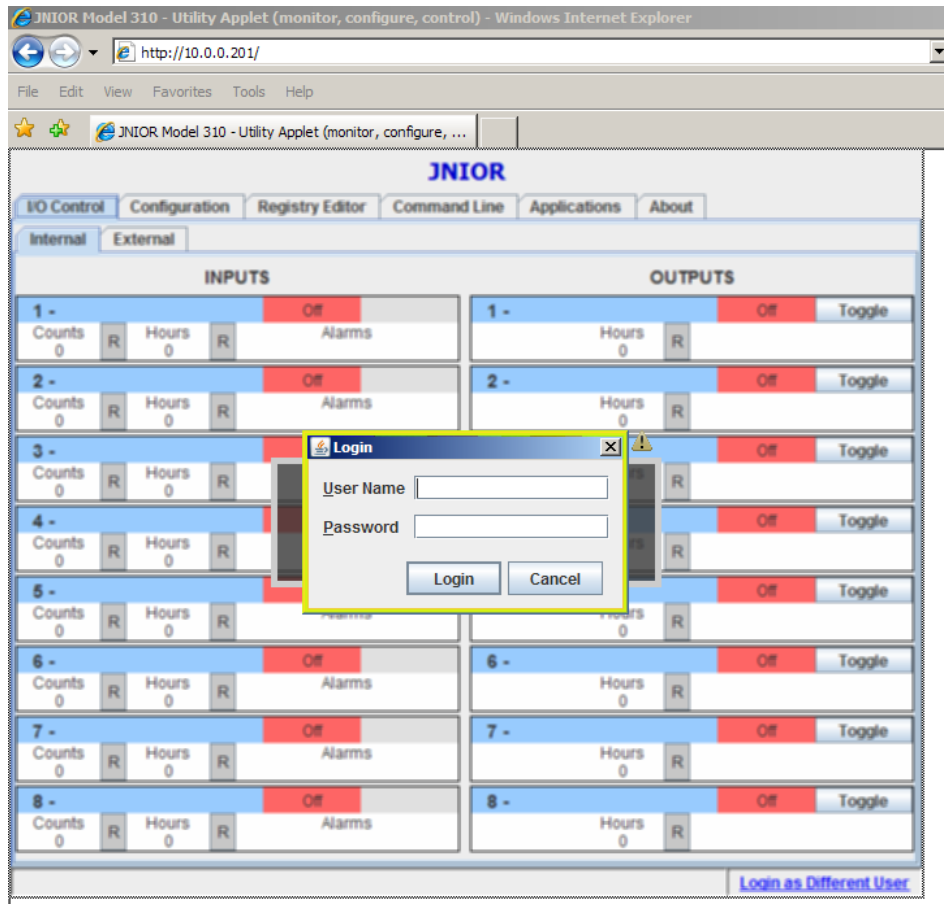 JNIOR Model 310 - Utility Applet (monitor, configure, control) - Windows Internet Explorer
http://10.0.0.201/
File Edit View Favorites Tools Help
JNIOR Model 310 - Utility Applet (monitor, configure, ...
JNIOR
I/O Control Configuration Registry Editor Command Line Applications About
Internal External
INPUTS OUTPUTS
1 - Off 1 - Off Toggle
Counts R Hours R Alarms Hours R
0 0 0
2 - Off 2 - Off Toggle
Counts R Hours R Alarms Hours R
0 0 0
Login
3 - Off Toggle
Counts R Hours R R
0 0
User Name
4 - Off Toggle
Password
Counts R Hours R R
0 0
Login Cancel
5 - Off Toggle
Counts R Hours R Alarms Hours R
0 0 0
6 - Off 6 - Off Toggle
Counts R Hours R Alarms Hours R
0 0 0
7 - Off 7 - Off Toggle
Counts R Hours R Alarms Hours R
0 0 0
8 - Off 8 - Off Toggle
Counts R Hours R Alarms Hours R
0 0 0
Login as Different User